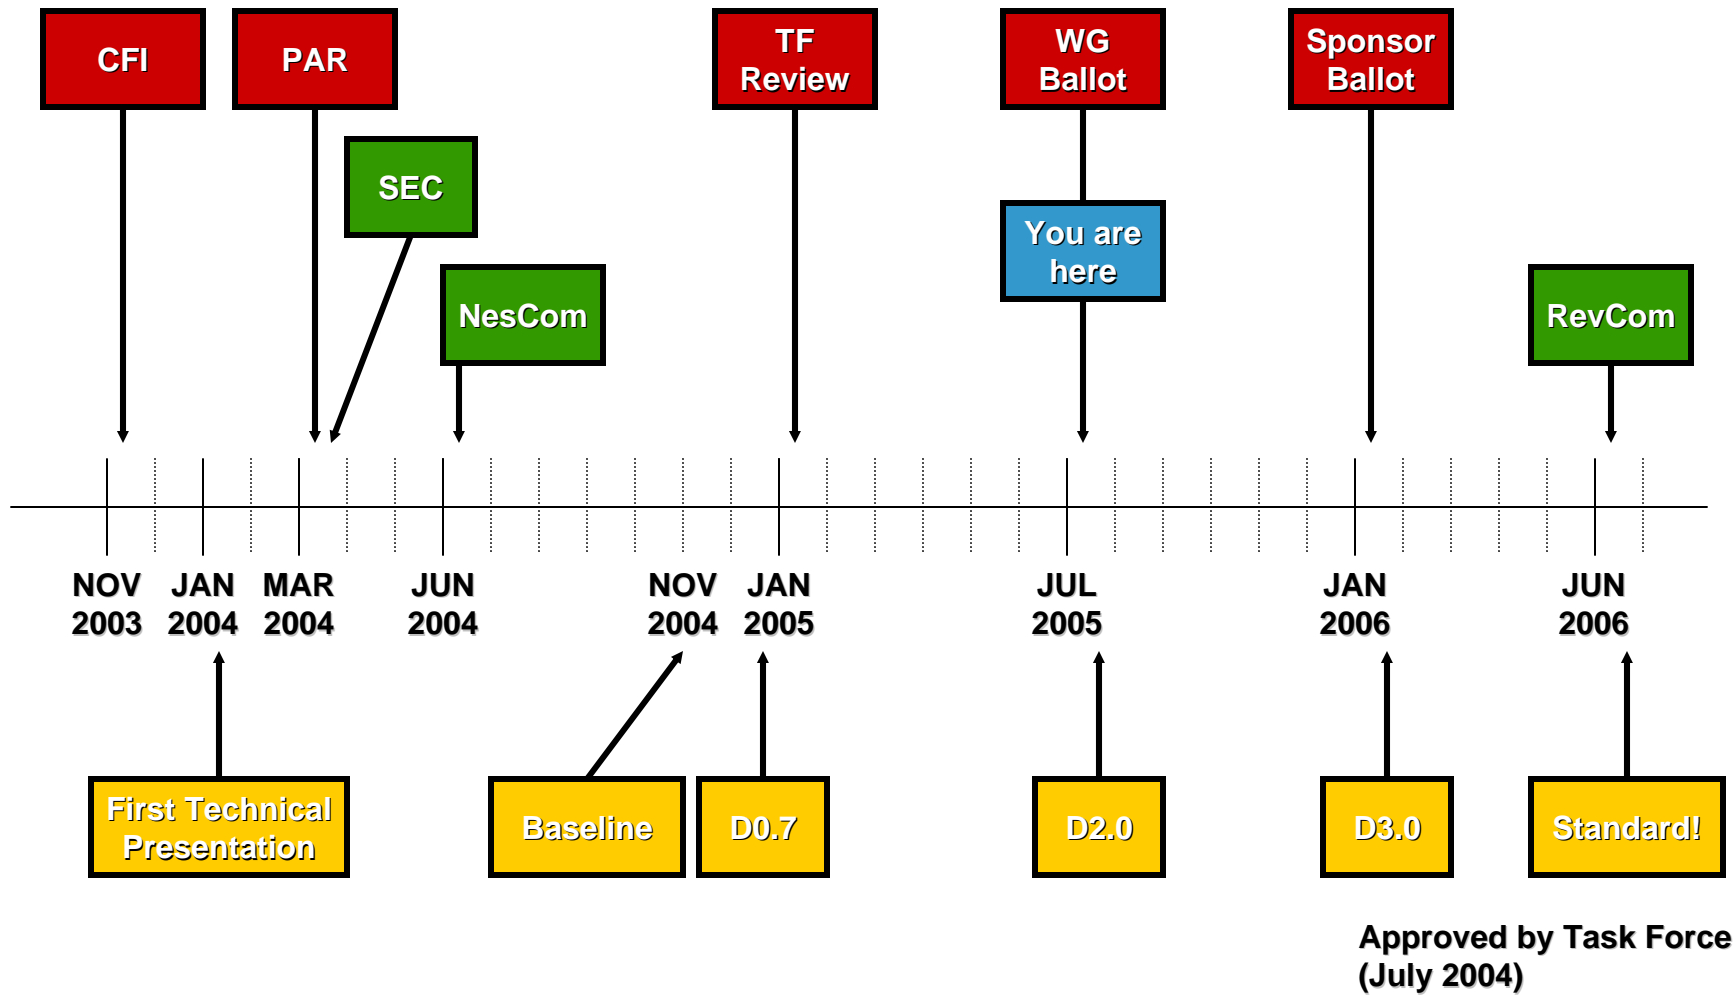 CFI
PAR
TF
Review
WG
Ballot
Sponsor
Ballot
SEC
You are
here
NesCom
RevCom
NOV
2003
JAN
2004
MAR
2004
JUN
2004
NOV
2004
JAN
2005
JUL
2005
JAN
2006
JUN
2006
First Technical
Presentation
Baseline
D0.7
D2.0
D3.0
Standard!
Approved by Task Force
(July 2004)